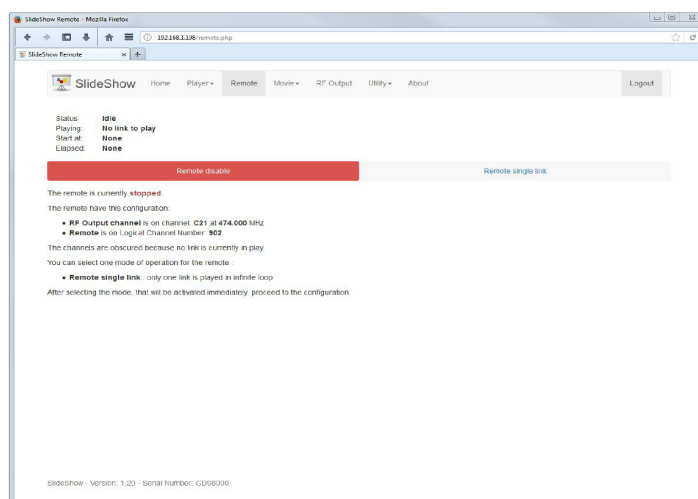 SlideShow Remote - Mozilla Firefox
192.168.1.198/remote.php
SlideShow Remote
SlideShow Home Player Remote Movie RF Output Utility About Logout
Status: Idle
Playing: No link to play
Start at: None
Elapsed: None
Remote disable Remote single link
The remote is currently stopped.
The remote have this configuration:
RF Output channel is on channel: C21 at 474.000 MHz
Remote is on Logical Channel Number: 902
The channels are obscured because no link is currently in play.
You can select one mode of operation for the remote :
Remote single link : only one link is played in infinite loop
After selecting the mode, that will be activated immediately, proceed to the configuration.
SlideShow - Version: 1.20 - Serial Number: GD98000